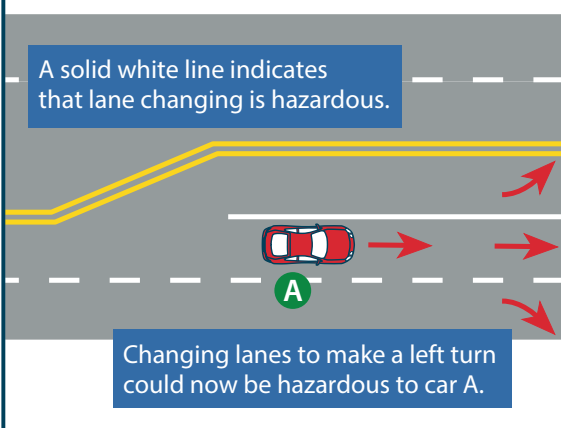 A solid white line indicates
that lane changing is hazardous.
A
Changing lanes to make a left turn
could now be hazardous to car A.